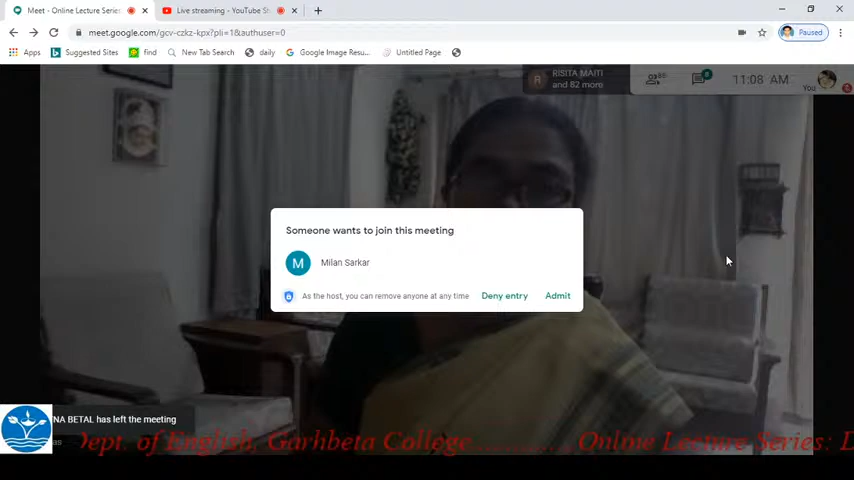 Meet - Online Lecture Series:
Live streaming - YouTube St
meet.google.com/gcv-czkz-kpx?pli=1&authuser=0
Paused
Apps Suggested Sites find New Tab Search daily Google Image Resu... Untitled Page
R RISITA MAITI
and 82 more
11:08 AM
You
Someone wants to join this meeting
M Milan Sarkar
As the host, you can remove anyone at any time Deny entry Admit
NA BETAL has left the meeting
Dept. of English, Garhbeta College.................. Online Lecture Series: D